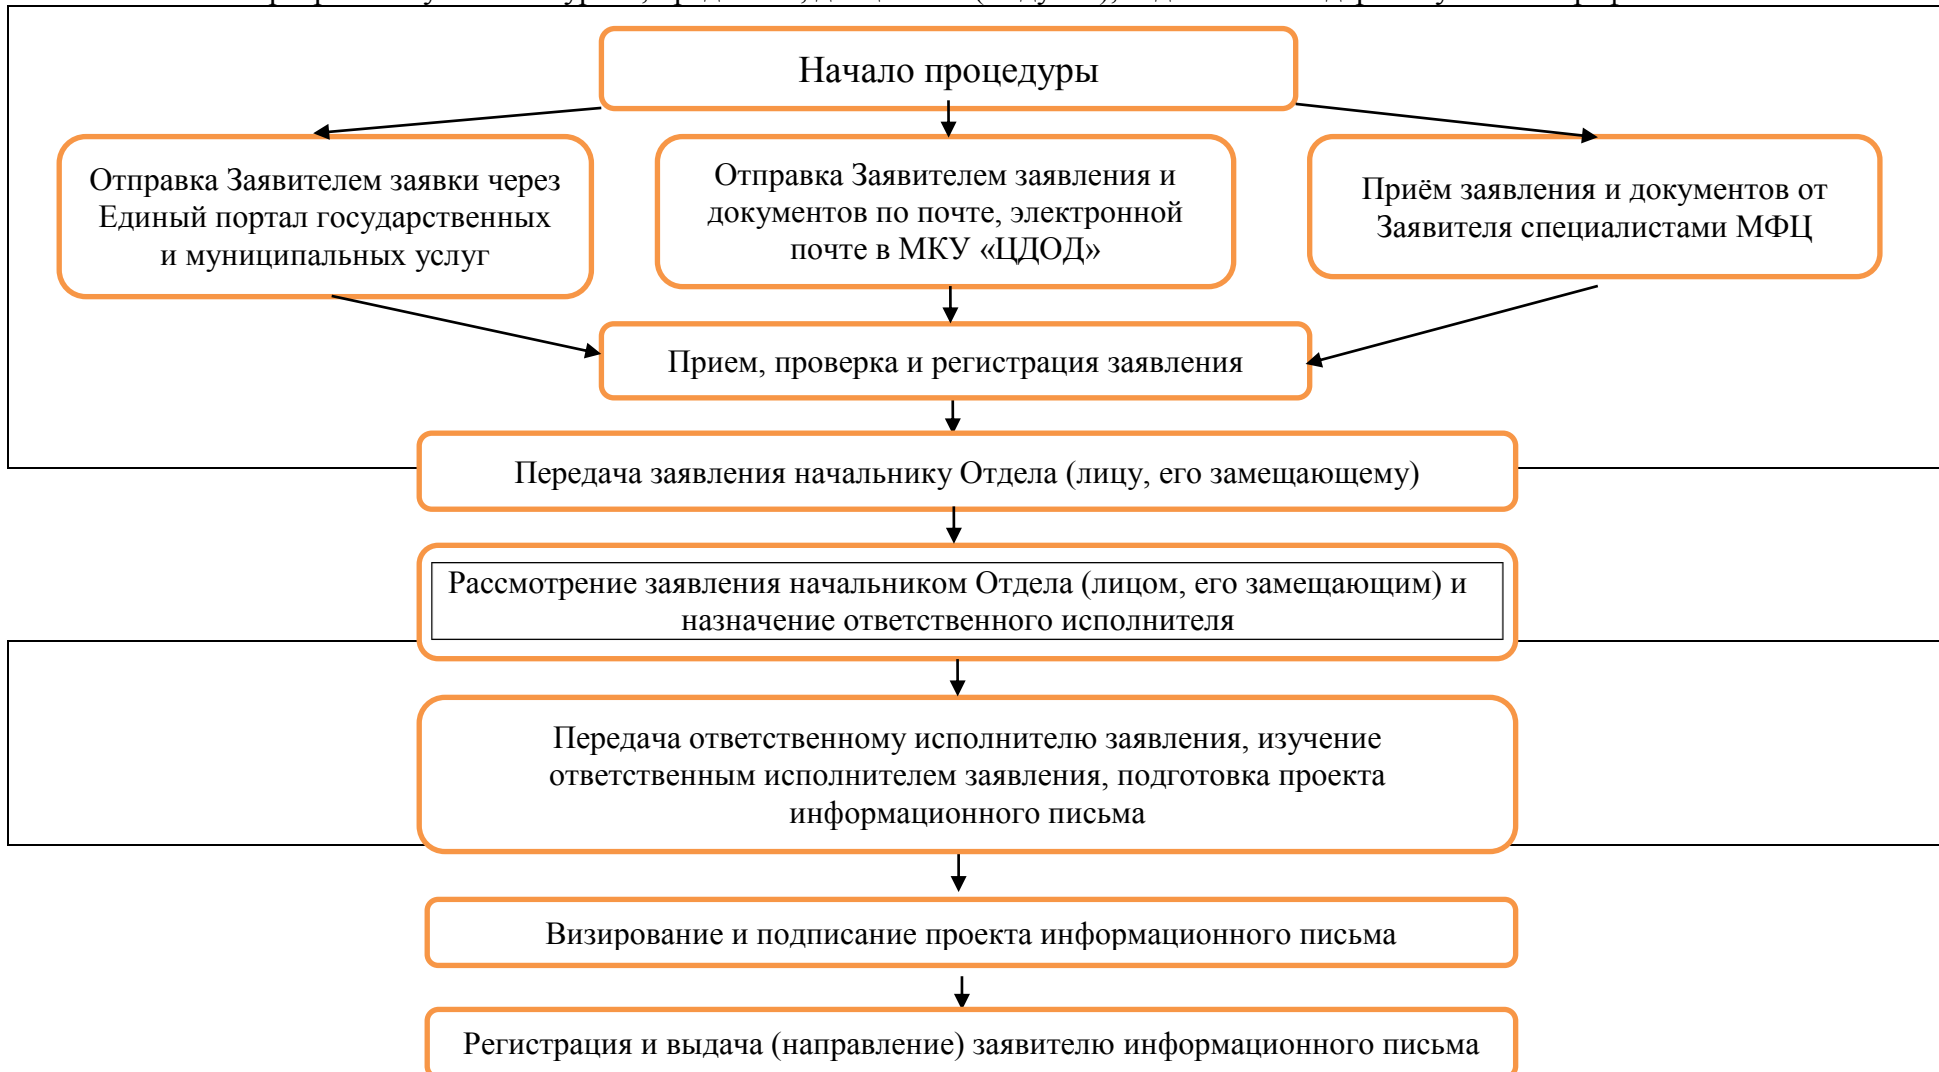 Начало процедуры
Отправка Заявителем заявки через
Единый портал государственных
и муниципальных услуг
Отправка Заявителем заявления и
документов по почте, электронной
почте в МКУ «ЦДОД»
Приём заявления и документов от
Заявителя специалистами МФЦ
Прием, проверка и регистрация заявления
Передача заявления начальнику Отдела (лицу, его замещающему)
Рассмотрение заявления начальником Отдела (лицом, его замещающим) и
назначение ответственного исполнителя
Передача ответственному исполнителю заявления, изучение
ответственным исполнителем заявления, подготовка проекта
информационного письма
Визирование и подписание проекта информационного письма
Регистрация и выдача (направление) заявителю информационного письма